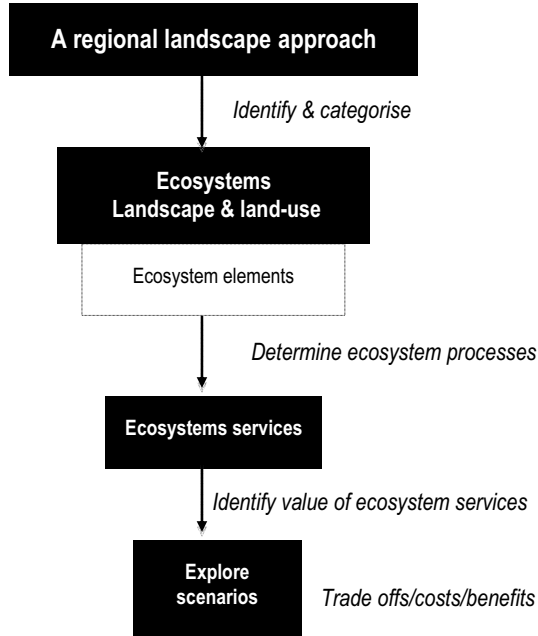 A regional landscape approach
Identify & categorise
Ecosystems
Landscape & land-use
Ecosystem elements
Determine ecosystem processes
Ecosystems services
Identify value of ecosystem services
Explore
scenarios
Trade offs/costs/benefits